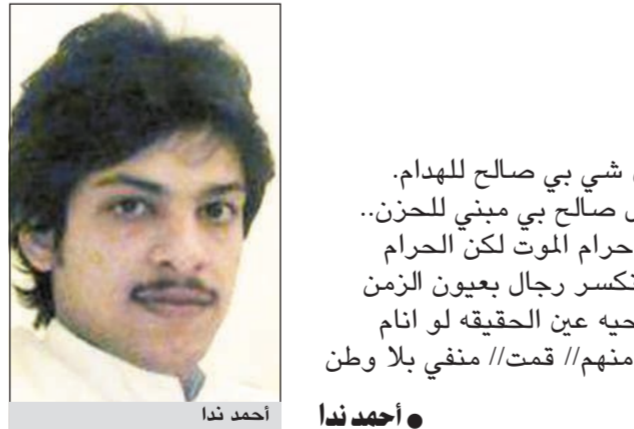 شي بي صالح للهدام.
صالح بي مبني للحزن..
حرام الموت لكن الحرام
نكسر رجال بعيون الزمن
حيه عين الحقيقه لو انام
منهم// قمت// منفي بلا وطن
● أحمد ندا
أحمد ندا